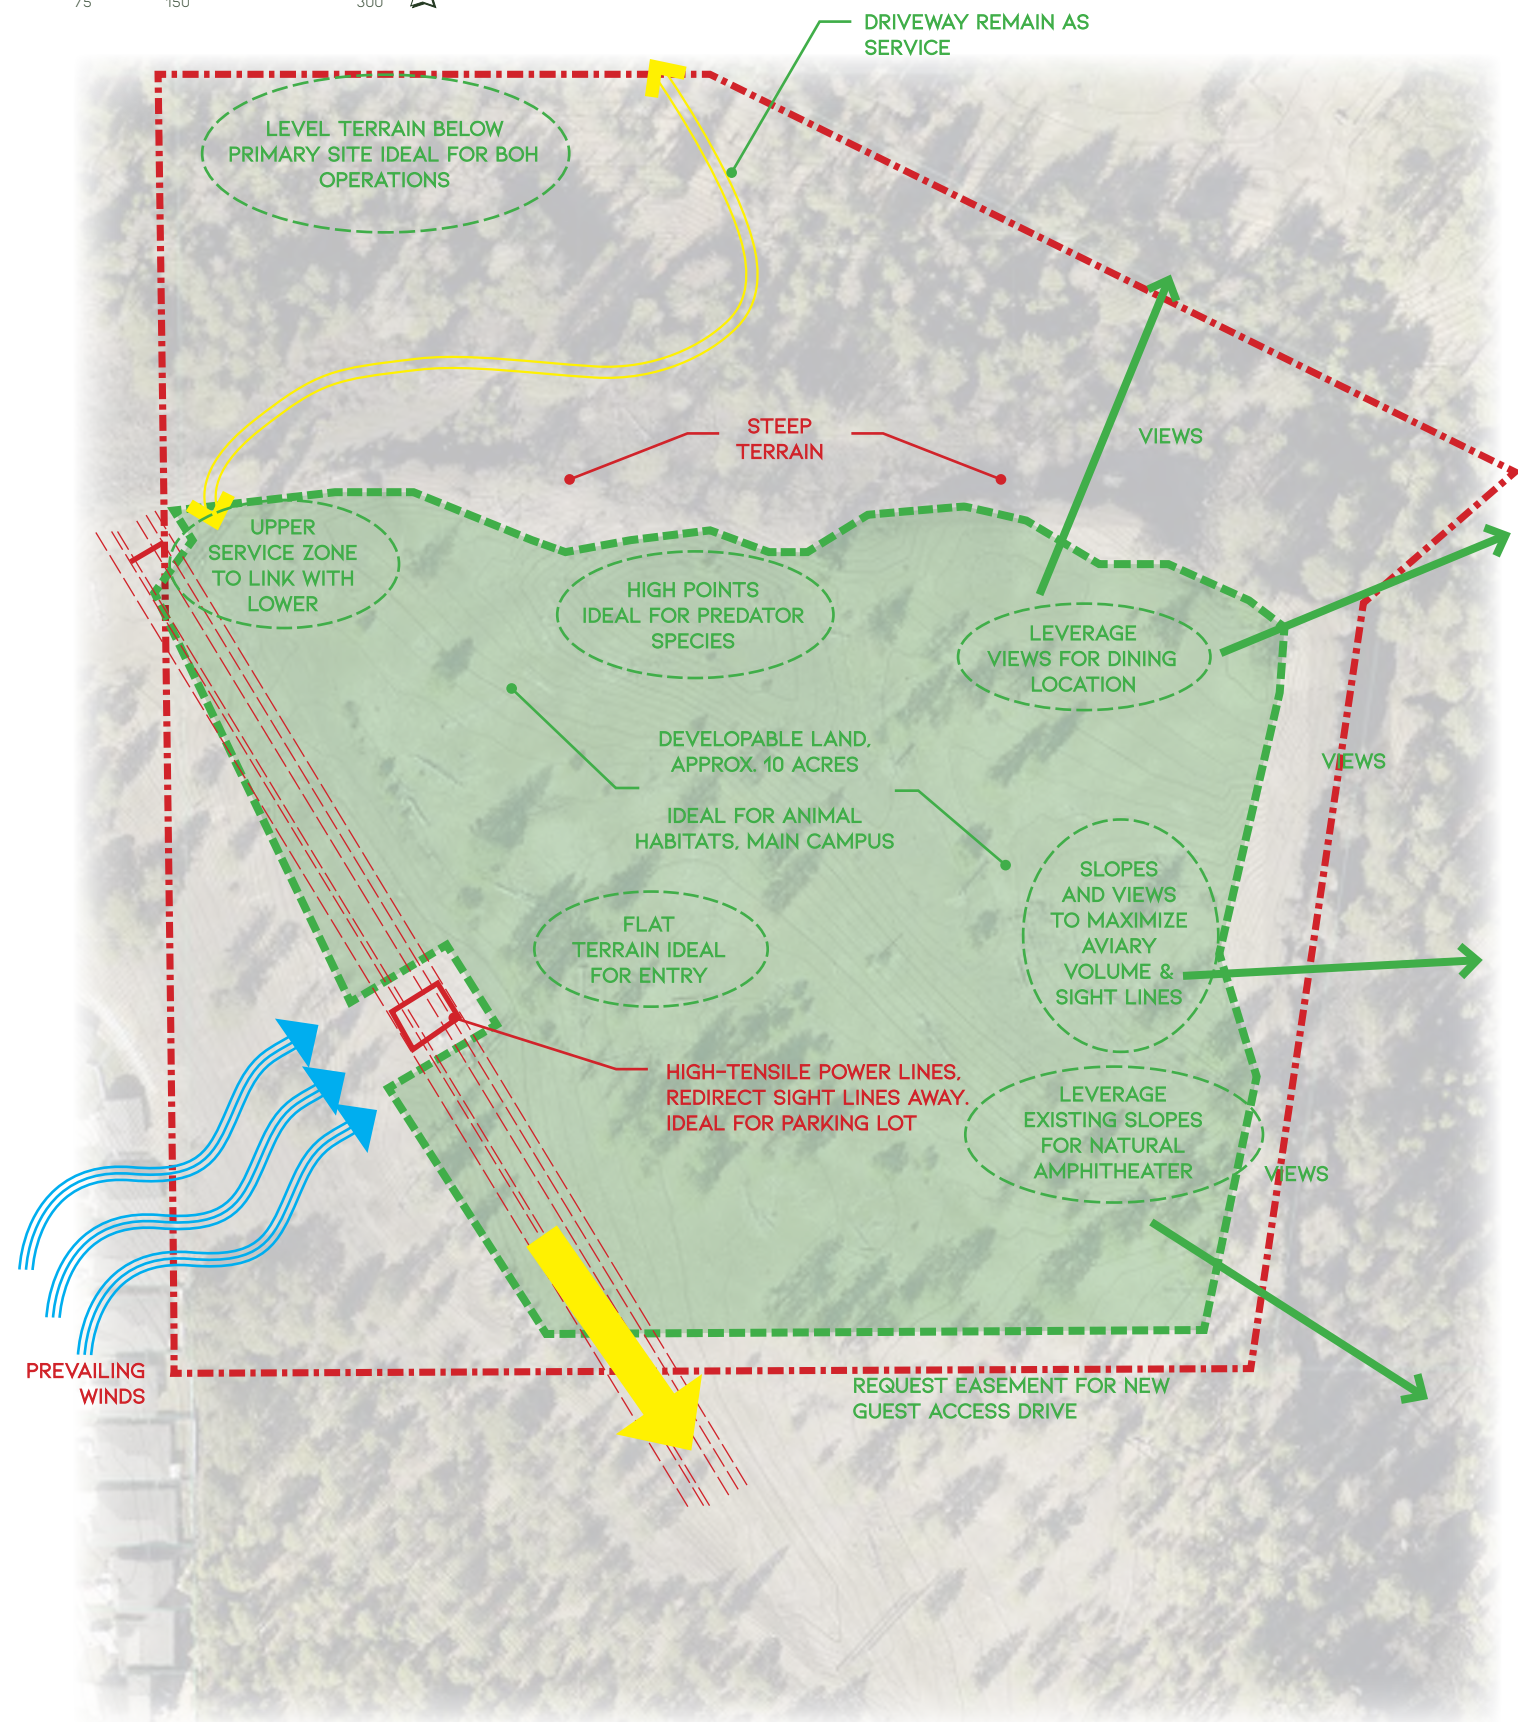 75 150 300
DRIVEWAY REMAIN AS
SERVICE
LEVEL TERRAIN BELOW
PRIMARY SITE IDEAL FOR BOH
OPERATIONS
STEEP
TERRAIN
VIEWS
UPPER
SERVICE ZONE
TO LINK WITH
LOWER
HIGH POINTS
IDEAL FOR PREDATOR
SPECIES
LEVERAGE
VIEWS FOR DINING
LOCATION
DEVELOPABLE LAND,
APPROX. 10 ACRES
IDEAL FOR ANIMAL
HABITATS, MAIN CAMPUS
VIEWS
SLOPES
AND VIEWS
TO MAXIMIZE
AVIARY
VOLUME &
SIGHT LINES
FLAT
TERRAIN IDEAL
FOR ENTRY
HIGH-TENSILE POWER LINES,
REDIRECT SIGHT LINES AWAY.
IDEAL FOR PARKING LOT
LEVERAGE
EXISTING SLOPES
FOR NATURAL
AMPHITHEATER
VIEWS
PREVAILING
WINDS
REQUEST EASEMENT FOR NEW
GUEST ACCESS DRIVE